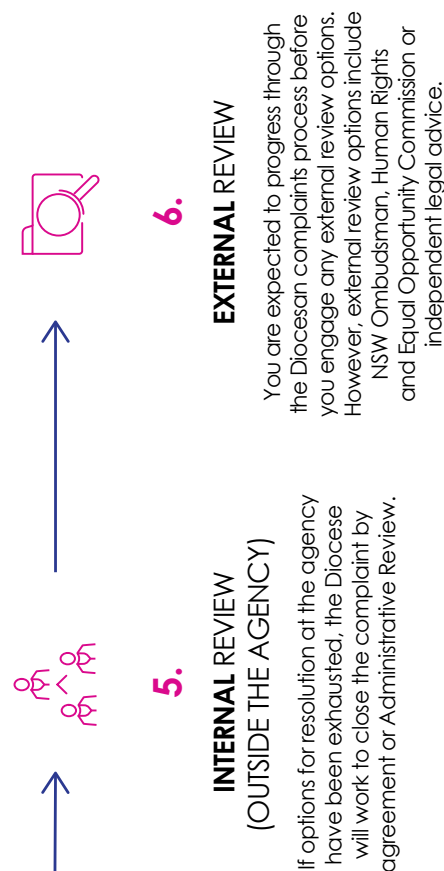 5.
INTERNAL REVIEW
(OUTSIDE THE AGENCY)
If options for resolution at the agency
have been exhausted, the Diocese
will work to close the complaint by
agreement or Administrative Review.
6.
EXTERNAL REVIEW
You are expected to progress through
the Diocesan complaints process before
you engage any external review options.
However, external review options include
NSW Ombudsman, Human Rights
and Equal Opportunity Commission or
independent legal advice.